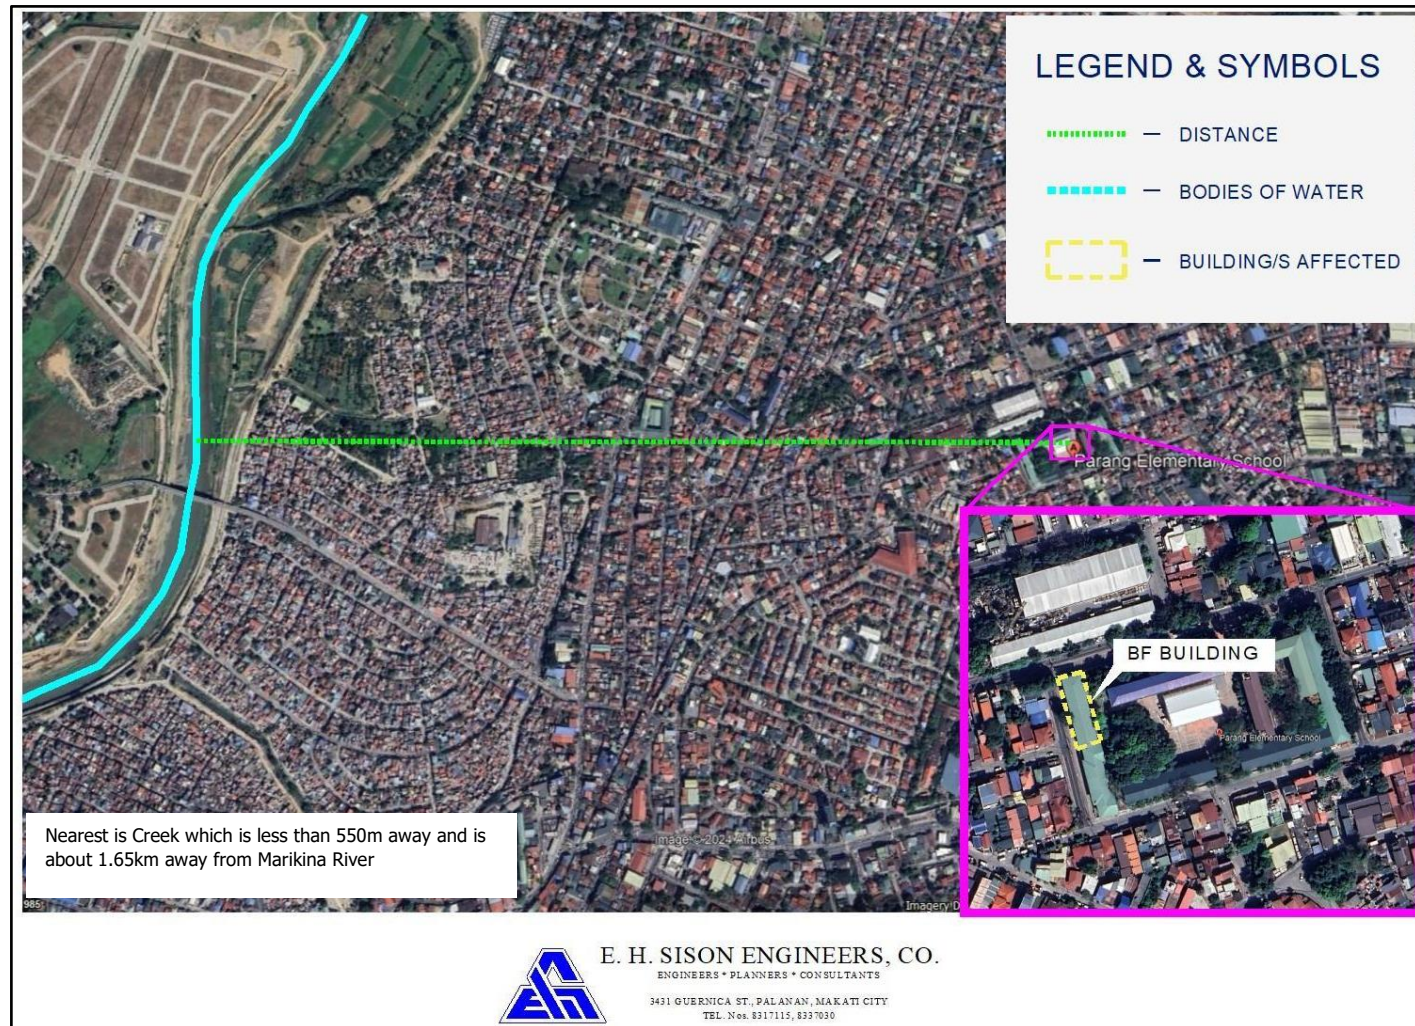 LEGEND & SYMBOLS
— DISTANCE
— BODIES OF WATER
— BUILDING/S AFFECTED
Parang Elementary School
BF BUILDING
Parang Elementary School
Nearest is Creek which is less than 550m away and is
about 1.65km away from Marikina River
Image © 2024 Airbus
985
Imagery D
E. H. SISON ENGINEERS, CO.
ENGINEERS * PLANNERS * CONSULTANTS
3431 GUERNICA ST., PALANAN, MAKATI CITY
TEL. Nos. 8317115, 8337030